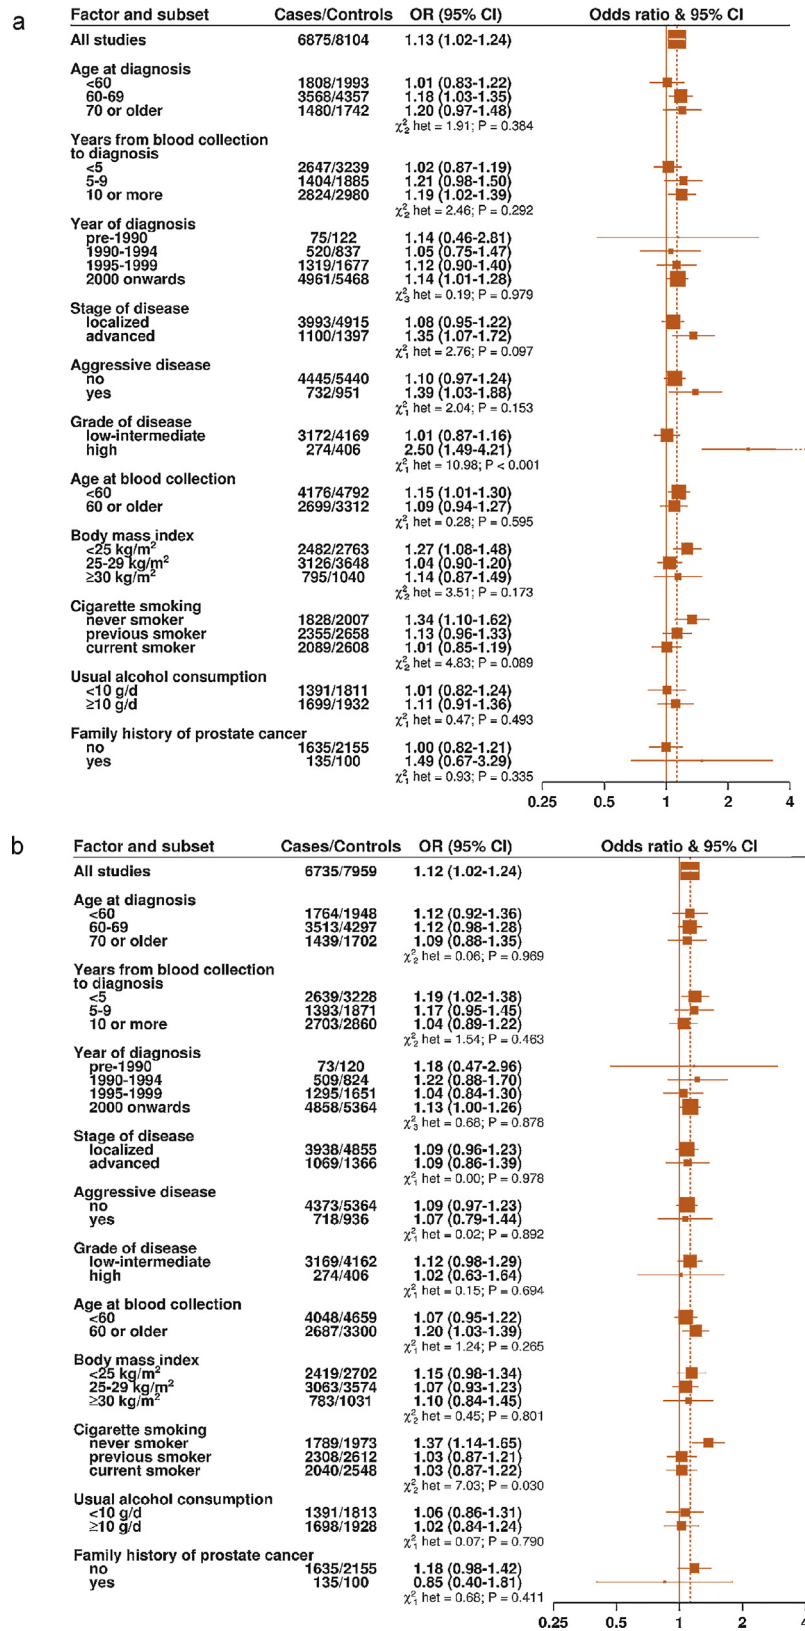 a
Factor and subset Cases/Controls OR (95% CI) Odds ratio & 95% CI
All studies 6875/8104 1.13 (1.02-1.24)
Age at diagnosis
<60 1808/1993 1.01 (0.83-1.22)
60-69 3568/4357 1.18 (1.03-1.35)
70 or older 1480/1742 1.20 (0.97-1.48)
χ²₂ het = 1.91; P = 0.384
Years from blood collection
to diagnosis
<5 2647/3239 1.02 (0.87-1.19)
5-9 1404/1885 1.21 (0.98-1.50)
10 or more 2824/2980 1.19 (1.02-1.39)
χ²₂ het = 2.46; P = 0.292
Year of diagnosis
pre-1990 75/122 1.14 (0.46-2.81)
1990-1994 520/837 1.05 (0.75-1.47)
1995-1999 1319/1677 1.12 (0.90-1.40)
2000 onwards 4961/5468 1.14 (1.01-1.28)
χ²₃ het = 0.19; P = 0.979
Stage of disease
localized 3993/4915 1.08 (0.95-1.22)
advanced 1100/1397 1.35 (1.07-1.72)
χ²₁ het = 2.76; P = 0.097
Aggressive disease
no 4445/5440 1.10 (0.97-1.24)
yes 732/951 1.39 (1.03-1.88)
χ²₁ het = 2.04; P = 0.153
Grade of disease
low-intermediate 3172/4169 1.01 (0.87-1.16)
high 274/406 2.50 (1.49-4.21)
χ²₁ het = 10.98; P < 0.001
Age at blood collection
<60 4176/4792 1.15 (1.01-1.30)
60 or older 2699/3312 1.09 (0.94-1.27)
χ²₁ het = 0.28; P = 0.595
Body mass index
<25 kg/m² 2482/2763 1.27 (1.08-1.48)
25-29 kg/m² 3126/3648 1.04 (0.90-1.20)
≥30 kg/m² 795/1040 1.14 (0.87-1.49)
χ²₂ het = 3.51; P = 0.173
Cigarette smoking
never smoker 1828/2007 1.34 (1.10-1.62)
previous smoker 2355/2658 1.13 (0.96-1.33)
current smoker 2089/2608 1.01 (0.85-1.19)
χ²₂ het = 4.83; P = 0.089
Usual alcohol consumption
<10 g/d 1391/1811 1.01 (0.82-1.24)
≥10 g/d 1699/1932 1.11 (0.91-1.36)
χ²₁ het = 0.47; P = 0.493
Family history of prostate cancer
no 1635/2155 1.00 (0.82-1.21)
yes 135/100 1.49 (0.67-3.29)
χ²₁ het = 0.93; P = 0.335
0.25 0.5 1 2 4
b
Factor and subset Cases/Controls OR (95% CI) Odds ratio & 95% CI
All studies 6735/7959 1.12 (1.02-1.24)
Age at diagnosis
<60 1764/1948 1.12 (0.92-1.36)
60-69 3513/4297 1.12 (0.98-1.28)
70 or older 1439/1702 1.09 (0.88-1.35)
χ²₂ het = 0.06; P = 0.969
Years from blood collection
to diagnosis
<5 2639/3228 1.19 (1.02-1.38)
5-9 1393/1871 1.17 (0.95-1.45)
10 or more 2703/2860 1.04 (0.89-1.22)
χ²₂ het = 1.54; P = 0.463
Year of diagnosis
pre-1990 73/120 1.18 (0.47-2.96)
1990-1994 509/824 1.22 (0.88-1.70)
1995-1999 1295/1651 1.04 (0.84-1.30)
2000 onwards 4858/5364 1.13 (1.00-1.26)
χ²₃ het = 0.68; P = 0.878
Stage of disease
localized 3938/4855 1.09 (0.96-1.23)
advanced 1069/1366 1.09 (0.86-1.39)
χ²₁ het = 0.00; P = 0.978
Aggressive disease
no 4373/5364 1.09 (0.97-1.23)
yes 718/936 1.07 (0.79-1.44)
χ²₁ het = 0.02; P = 0.892
Grade of disease
low-intermediate 3169/4162 1.12 (0.98-1.29)
high 274/406 1.02 (0.63-1.64)
χ²₁ het = 0.15; P = 0.694
Age at blood collection
<60 4048/4659 1.07 (0.95-1.22)
60 or older 2687/3300 1.20 (1.03-1.39)
χ²₁ het = 1.24; P = 0.265
Body mass index
<25 kg/m² 2419/2702 1.15 (0.98-1.34)
25-29 kg/m² 3063/3574 1.07 (0.93-1.23)
≥30 kg/m² 783/1031 1.10 (0.84-1.45)
χ²₂ het = 0.45; P = 0.801
Cigarette smoking
never smoker 1789/1973 1.37 (1.14-1.65)
previous smoker 2308/2612 1.03 (0.87-1.21)
current smoker 2040/2548 1.03 (0.87-1.22)
χ²₂ het = 7.03; P = 0.030
Usual alcohol consumption
<10 g/d 1391/1813 1.06 (0.86-1.31)
≥10 g/d 1698/1928 1.02 (0.84-1.24)
χ²₁ het = 0.07; P = 0.790
Family history of prostate cancer
no 1635/2155 1.18 (0.98-1.42)
yes 135/100 0.85 (0.40-1.81)
χ²₁ het = 0.68; P = 0.411
0.25 0.5 1 2 4